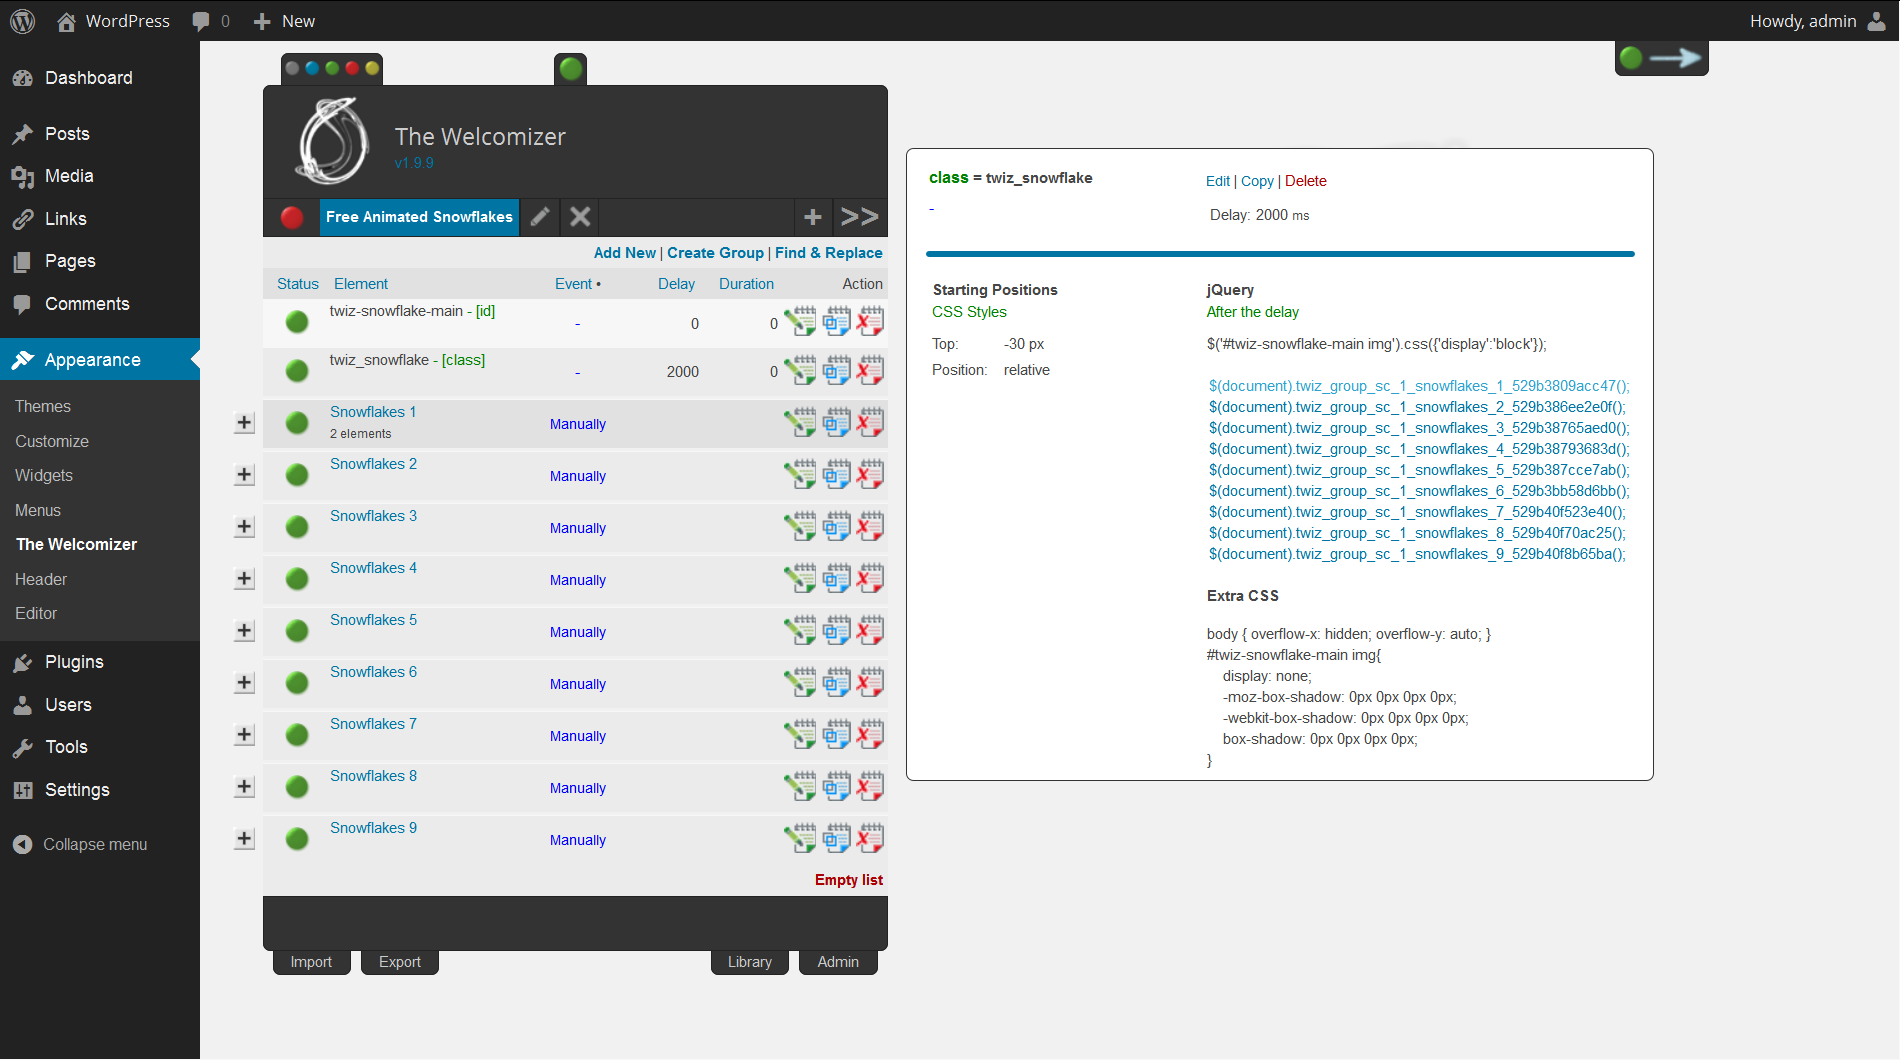 WordPress 0 New Howdy, admin
Dashboard
Posts
Media
Links
Pages
Comments
Appearance
Themes
Customize
Widgets
Menus
The Welcomizer
Header
Editor
Plugins
Users
Tools
Settings
Collapse menu
The Welcomizer
v1.9.9
Free Animated Snowflakes + >>
Add New | Create Group | Find & Replace
Status Element Event • Delay Duration Action
twiz-snowflake-main - [id] - 0 0
twiz_snowflake - [class] - 2000 0
Snowflakes 1 Manually
2 elements
Snowflakes 2 Manually
Snowflakes 3 Manually
Snowflakes 4 Manually
Snowflakes 5 Manually
Snowflakes 6 Manually
Snowflakes 7 Manually
Snowflakes 8 Manually
Snowflakes 9 Manually
Empty list
Import Export Library Admin
class = twiz_snowflake Edit | Copy | Delete
- Delay: 2000 ms
Starting Positions
CSS Styles
Top: -30 px
Position: relative
jQuery
After the delay
$('#twiz-snowflake-main img').css({'display':'block'});
$(document).twiz_group_sc_1_snowflakes_1_529b3809acc47();
$(document).twiz_group_sc_1_snowflakes_2_529b386ee2e0f();
$(document).twiz_group_sc_1_snowflakes_3_529b38765aed0();
$(document).twiz_group_sc_1_snowflakes_4_529b38793683d();
$(document).twiz_group_sc_1_snowflakes_5_529b387cce7ab();
$(document).twiz_group_sc_1_snowflakes_6_529b3bb58d6bb();
$(document).twiz_group_sc_1_snowflakes_7_529b40f523e40();
$(document).twiz_group_sc_1_snowflakes_8_529b40f70ac25();
$(document).twiz_group_sc_1_snowflakes_9_529b40f8b65ba();
Extra CSS
body { overflow-x: hidden; overflow-y: auto; }
#twiz-snowflake-main img{
display: none;
-moz-box-shadow: 0px 0px 0px 0px;
-webkit-box-shadow: 0px 0px 0px 0px;
box-shadow: 0px 0px 0px 0px;
}